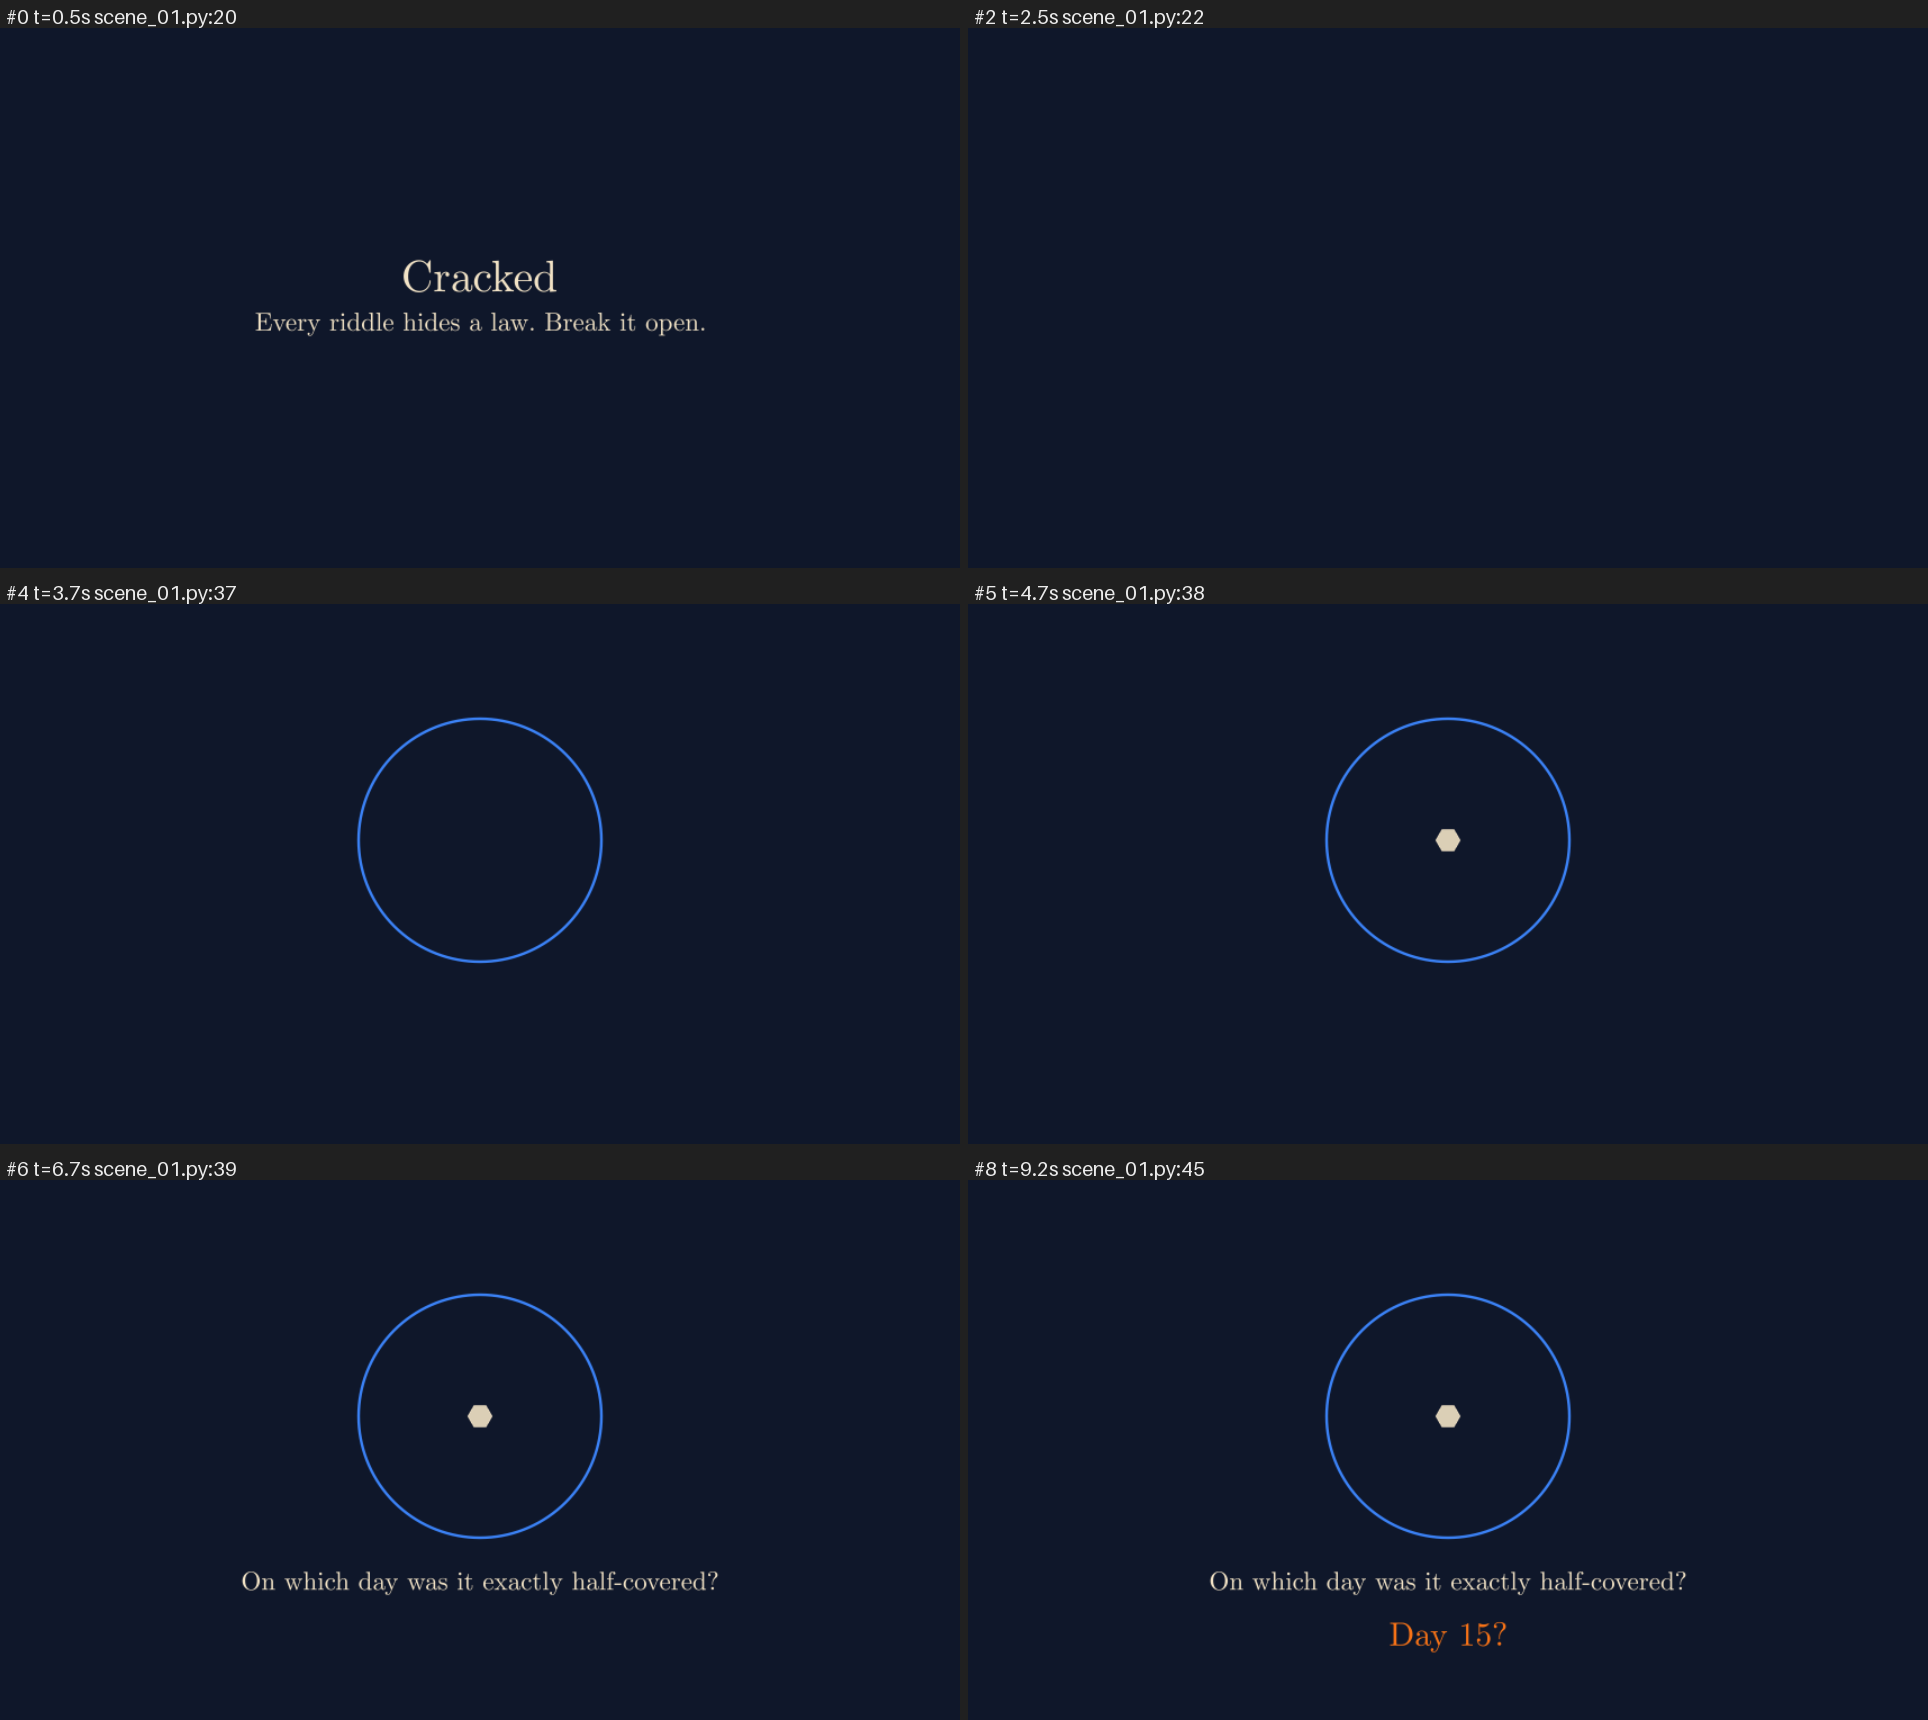 #0 t=0.5s scene_01.py:20
#2 t=2.5s scene_01.py:22
Cracked
Every riddle hides a law. Break it open.
#4 t=3.7s scene_01.py:37
#5 t=4.7s scene_01.py:38
#6 t=6.7s scene_01.py:39
#8 t=9.2s scene_01.py:45
On which day was it exactly half-covered?
On which day was it exactly half-covered?
Day 15?